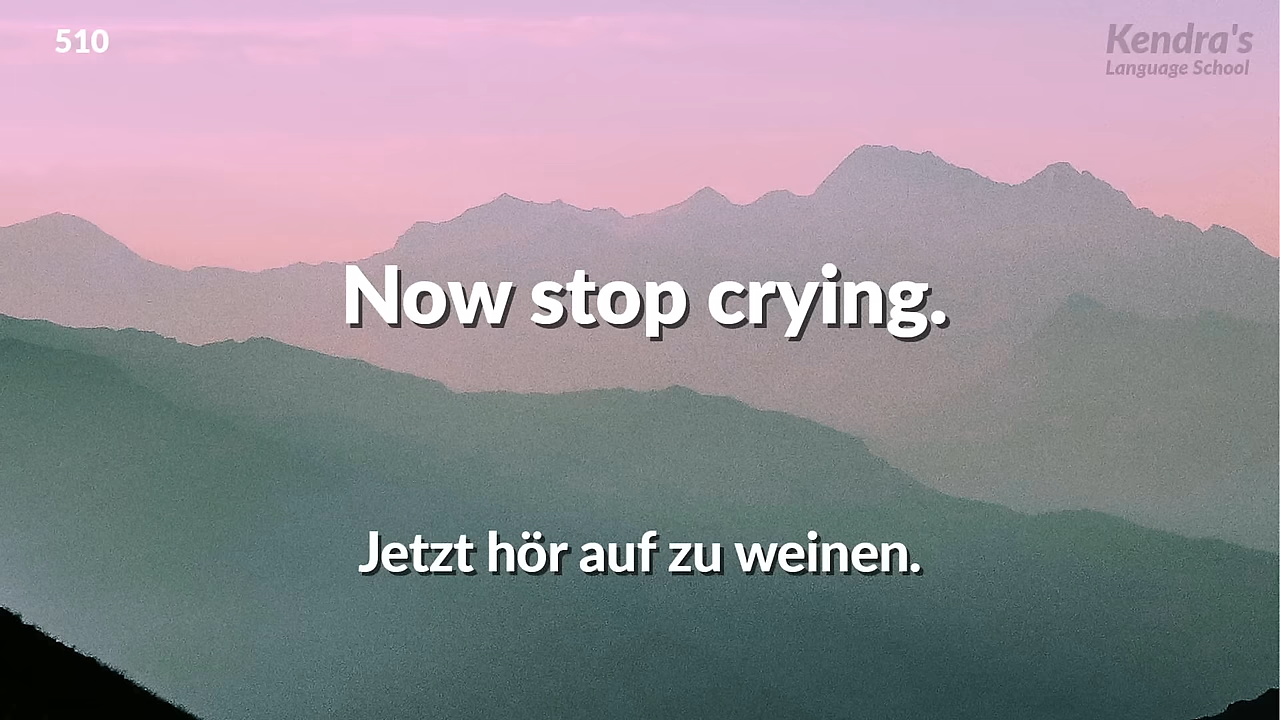 510
Kendra's
Language School
Now stop crying.
Jetzt hör auf zu weinen.